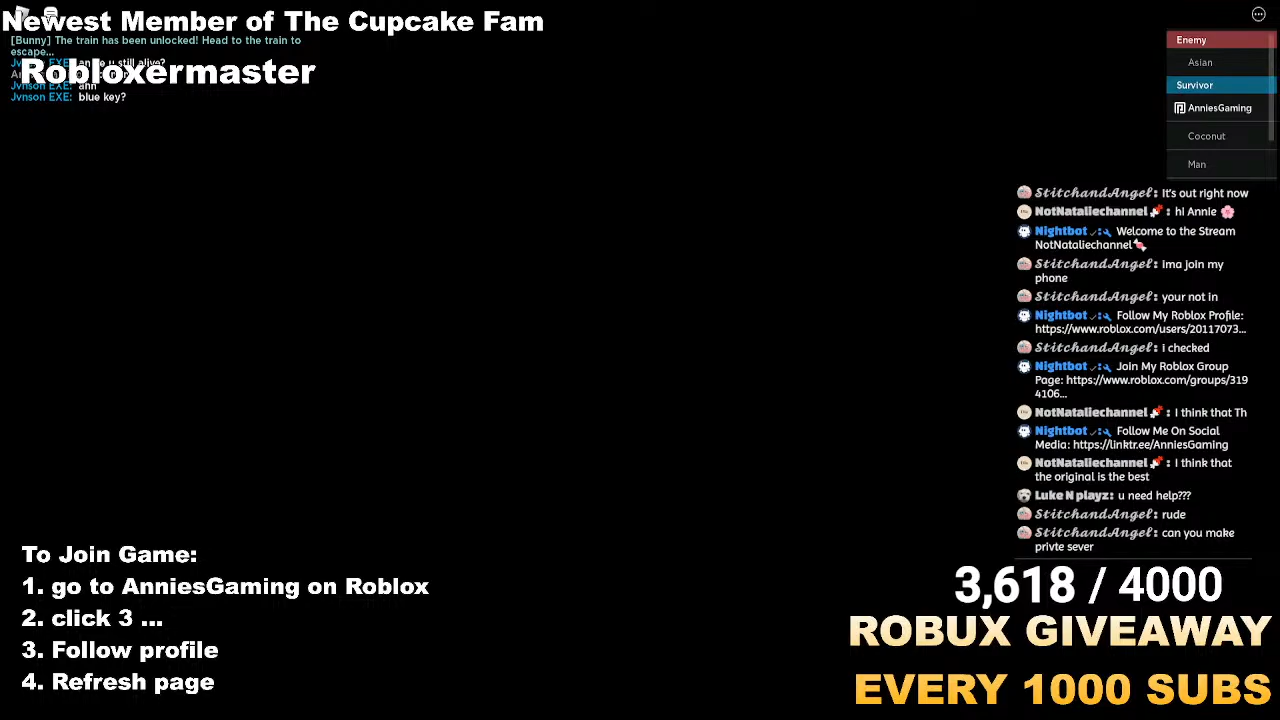 Newest Member of The Cupcake Fam
[Bunny] The train has been unlocked! Head to the train to
escape...
Robloxermaster
u still alive?
Jvnson EXE: ann
Jvnson EXE: blue key?
Enemy
Asian
Survivor
AnniesGaming
Coconut
Man
StitchandAngel: It's out right now
NotNataliechannel : hi Annie 🌸
Nightbot : Welcome to the Stream
NotNataliechannel🍬
StitchandAngel: ima join my
phone
StitchandAngel: your not in
Nightbot : Follow My Roblox Profile:
https://www.roblox.com/users/20117073...
StitchandAngel: i checked
Nightbot : Join My Roblox Group
Page: https://www.roblox.com/groups/319
4106...
NotNataliechannel : I think that Th
Nightbot : Follow Me On Social
Media: https://linktr.ee/AnniesGaming
NotNataliechannel : I think that
the original is the best
Luke N playz: u need help???
StitchandAngel: rude
StitchandAngel: can you make
privte sever
To Join Game:
1. go to AnniesGaming on Roblox
2. click 3 ...
3. Follow profile
4. Refresh page
3,618 / 4000
ROBUX GIVEAWAY
EVERY 1000 SUBS